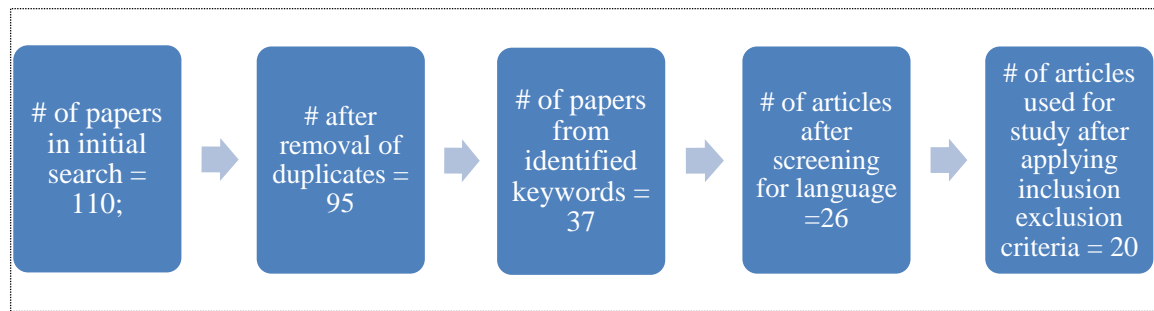 # of papers
in initial
search =
110;
# after
removal of
duplicates =
95
# of papers
from
identified
keywords =
37
# of articles
after
screening
for language
=26
# of articles
used for
study after
applying
inclusion
exclusion
criteria = 20